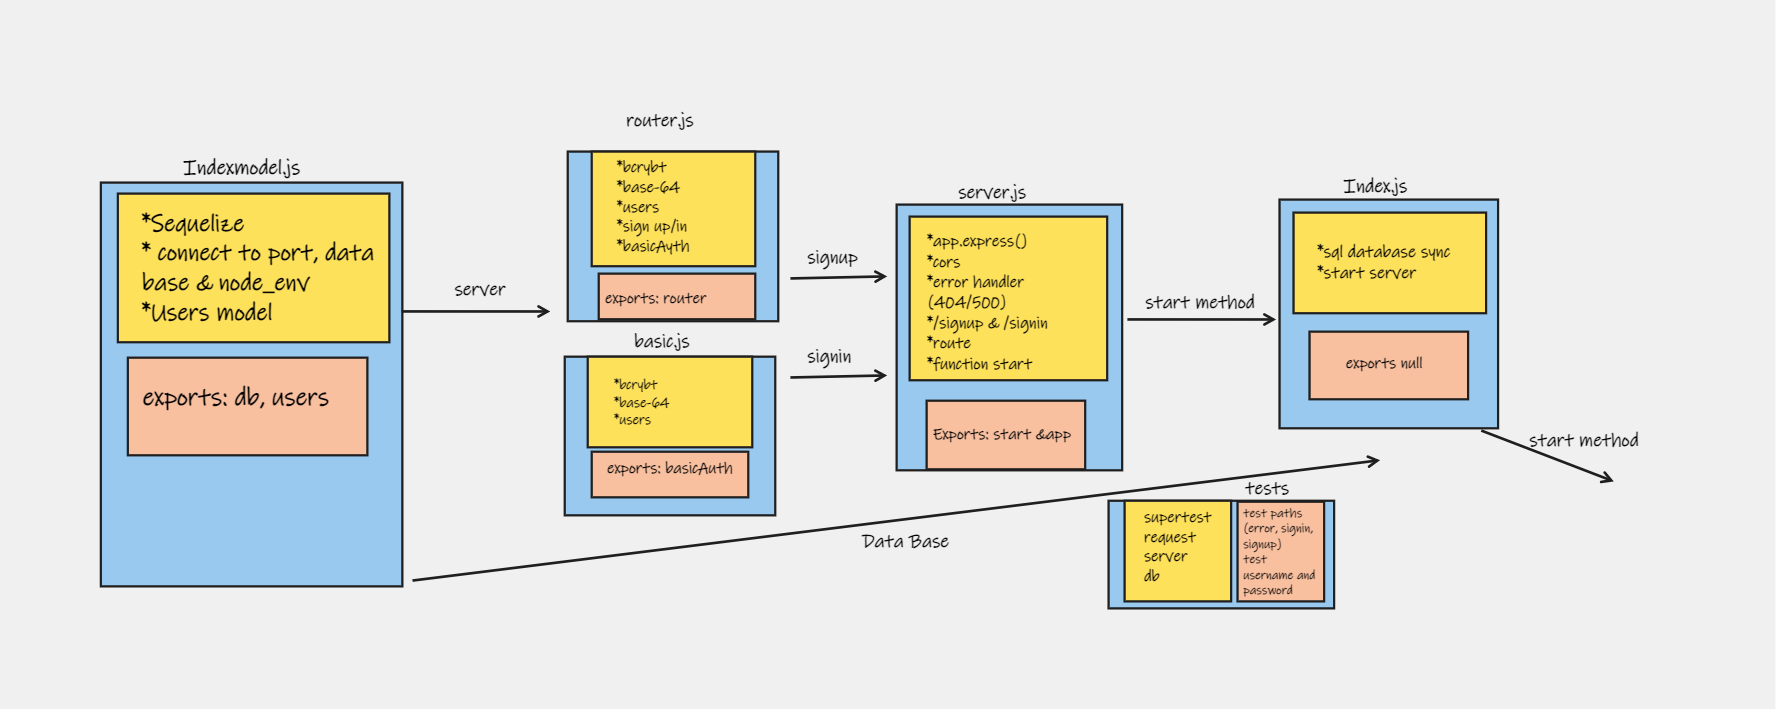 Indexmodel.js
*Sequelize
* connect to port, data
base & node_env
*Users model
exports: db, users
server
router.js
*bcrybt
*base-64
*users
*sign up/in
*basicAyth
exports: router
basic.js
*bcrybt
*base-64
*users
exports: basicAuth
signup
signin
server.js
*app.express()
*cors
*error handler
(404/500)
*/signup & /signin
*route
*function start
Exports: start &app
start method
Index.js
*sql database sync
*start server
exports null
start method
Data Base
tests
supertest
request
server
db
test paths
(error, signin,
signup)
test
username and
password